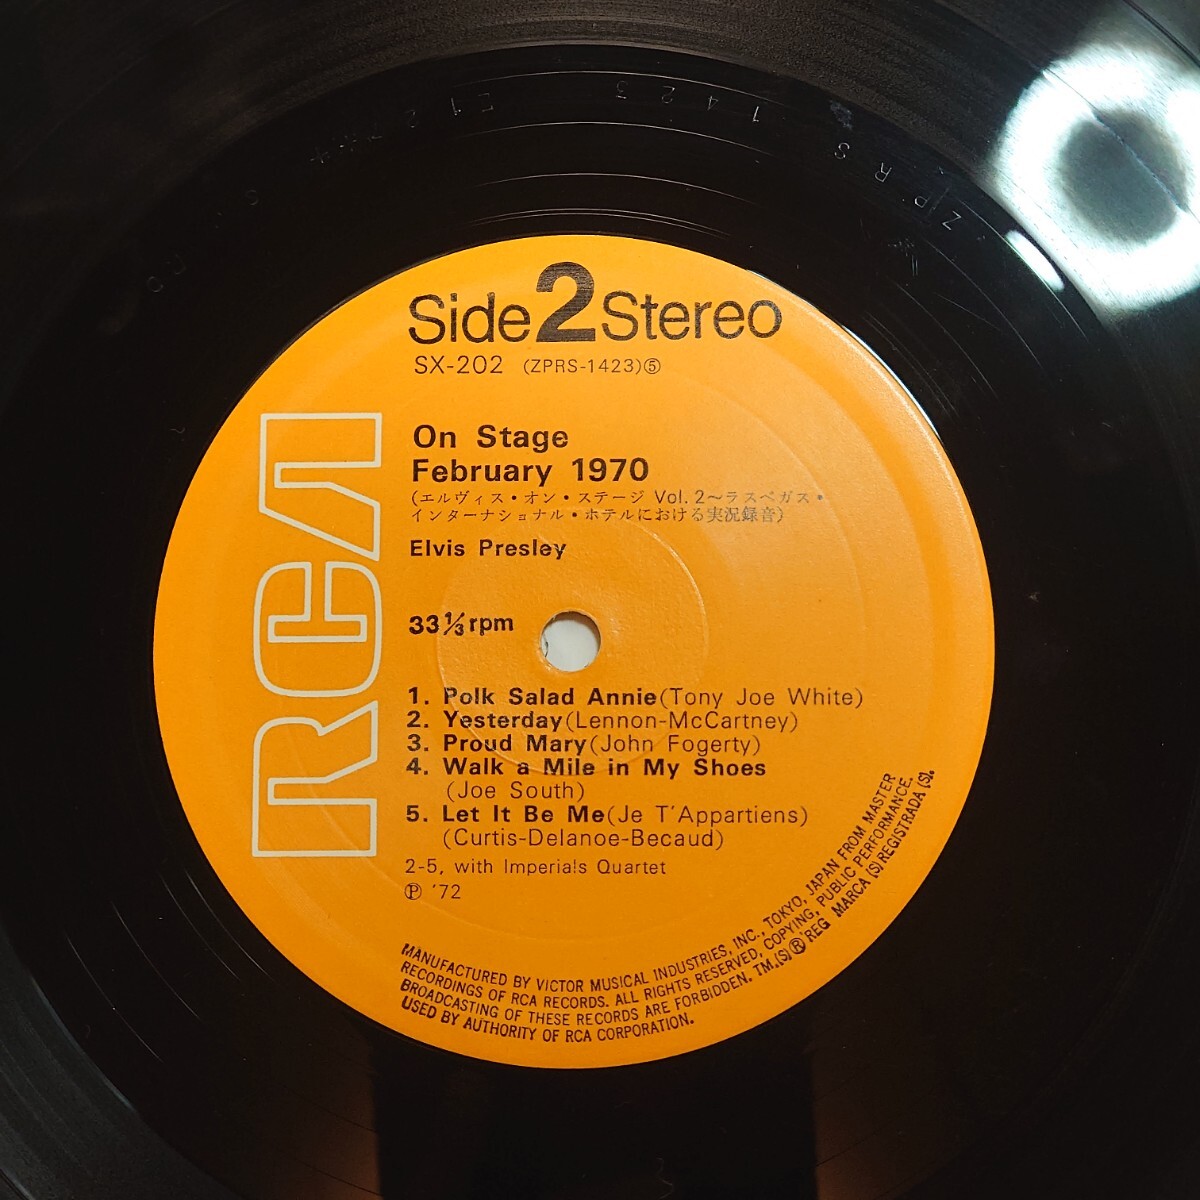 Side 2 Stereo
SX-202 (ZPRS-1423)⑤
On Stage
February 1970
(エルヴィス・オン・ステージ Vol. 2〜ラスベガス・
インターナショナル・ホテルにおける実況録音)
Elvis Presley
33⅓ rpm
1. Polk Salad Annie(Tony Joe White)
2. Yesterday(Lennon-McCartney)
3. Proud Mary(John Fogerty)
4. Walk a Mile in My Shoes
(Joe South)
5. Let It Be Me(Je T'Appartiens)
(Curtis-Delanoe-Becaud)
2-5, with Imperials Quartet
Ⓟ '72
RCA
MANUFACTURED BY VICTOR MUSICAL INDUSTRIES, INC., TOKYO, JAPAN FROM MASTER
RECORDINGS OF RCA RECORDS. ALL RIGHTS RESERVED, COPYING, PUBLIC PERFORMANCE,
BROADCASTING OF THESE RECORDS ARE FORBIDDEN. TM.(S)® REG MARCA (S) REGISTRADA (S).
USED BY AUTHORITY OF RCA CORPORATION.
ZPRS 1423